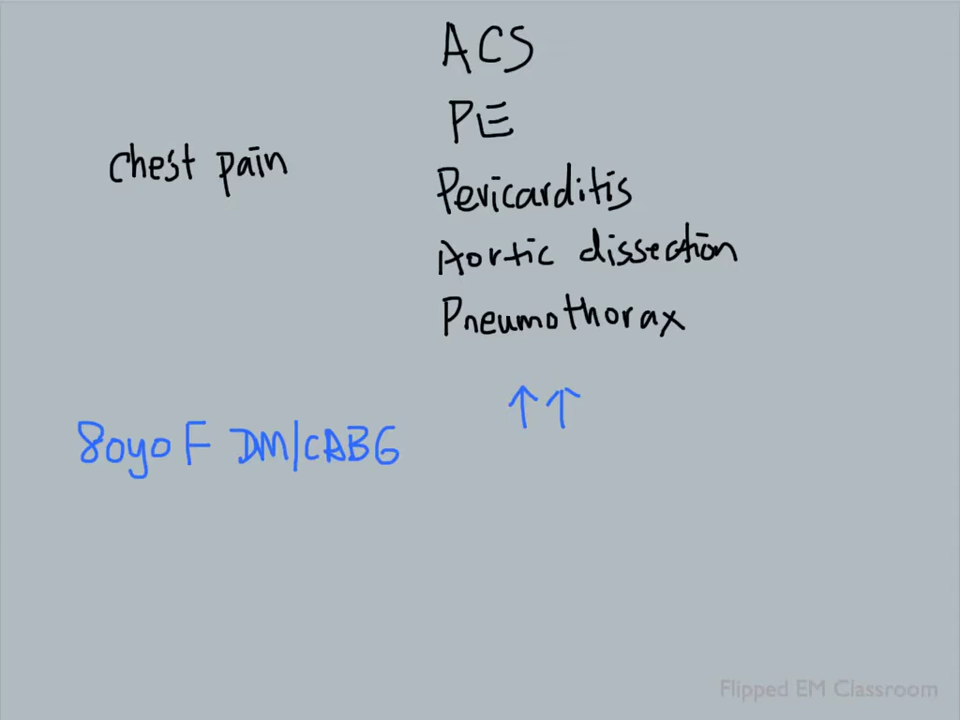 ACS
PE
Chest pain
Pericarditis
Aortic dissection
Pneumothorax
↑↑
80yo F DM/CABG
Flipped EM Classroom